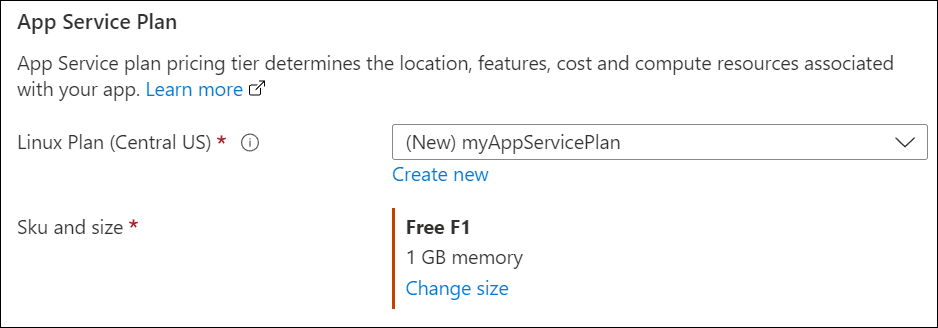 App Service Plan
App Service plan pricing tier determines the location, features, cost and compute resources associated
with your app. Learn more
Linux Plan (Central US) *
(New) myAppServicePlan
Create new
Sku and size *
Free F1
1 GB memory
Change size